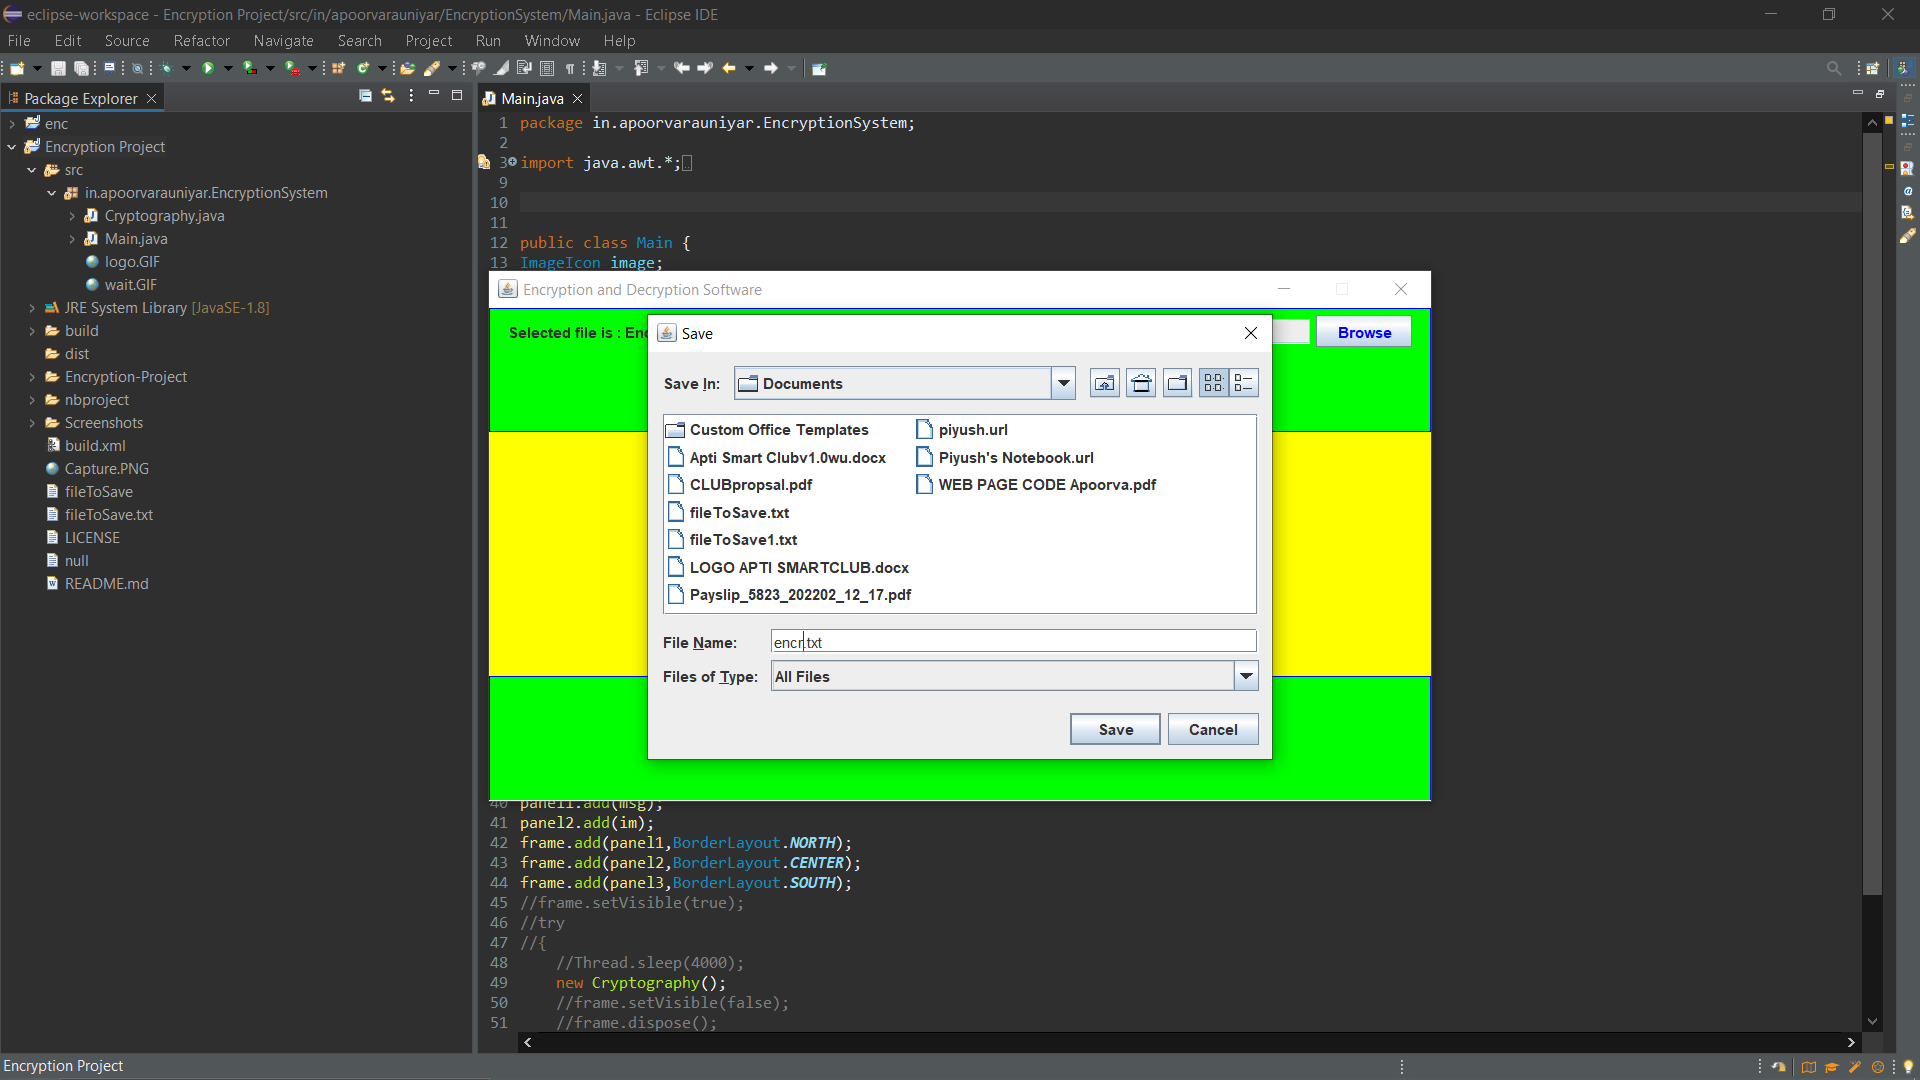 eclipse-workspace - Encryption Project/src/in/apoorvarauniyar/EncryptionSystem/Main.java - Eclipse IDE
File Edit Source Refactor Navigate Search Project Run Window Help
Package Explorer
enc
Encryption Project
src
in.apoorvarauniyar.EncryptionSystem
Cryptography.java
Main.java
logo.GIF
wait.GIF
JRE System Library [JavaSE-1.8]
build
dist
Encryption-Project
nbproject
Screenshots
build.xml
Capture.PNG
fileToSave
fileToSave.txt
LICENSE
null
README.md
Main.java
1 package in.apoorvarauniyar.EncryptionSystem;
2
3 import java.awt.*;
9
10
11
12 public class Main {
13 ImageIcon image;
Encryption and Decryption Software
Selected file is : Enc
Browse
Save
Save In: Documents
Custom Office Templates
Apti Smart Clubv1.0wu.docx
CLUBpropsal.pdf
fileToSave.txt
fileToSave1.txt
LOGO APTI SMARTCLUB.docx
Payslip_5823_202202_12_17.pdf
piyush.url
Piyush's Notebook.url
WEB PAGE CODE Apoorva.pdf
File Name: encr.txt
Files of Type: All Files
Save Cancel
40 panel1.add(msg);
41 panel2.add(im);
42 frame.add(panel1,BorderLayout.NORTH);
43 frame.add(panel2,BorderLayout.CENTER);
44 frame.add(panel3,BorderLayout.SOUTH);
45 //frame.setVisible(true);
46 //try
47 //{
48 //Thread.sleep(4000);
49 new Cryptography();
50 //frame.setVisible(false);
51 //frame.dispose();
Encryption Project